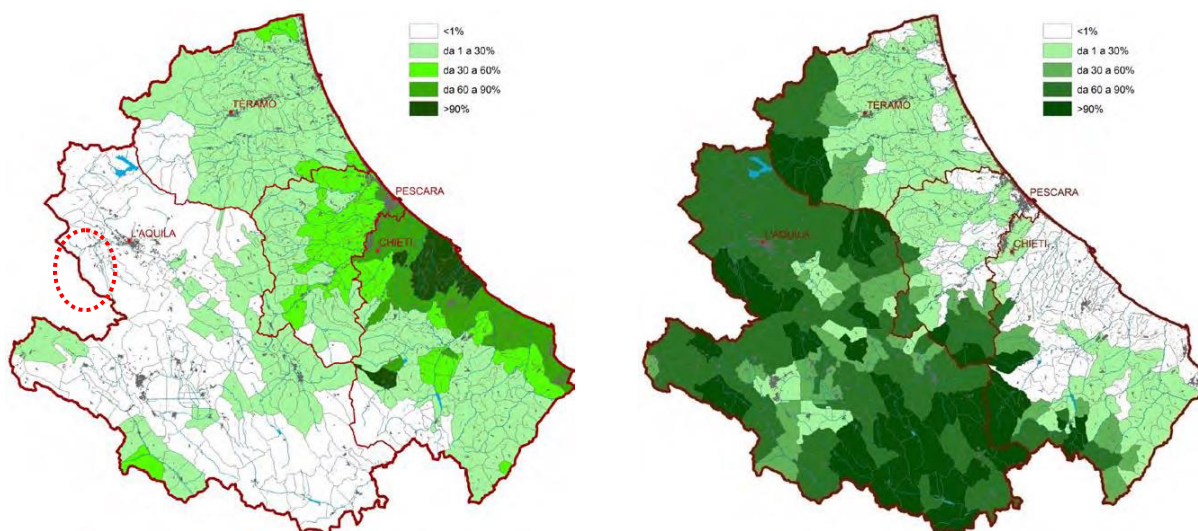 <1%
da 1 a 30%
da 30 a 60%
da 60 a 90%
>90%
TERAMO
PESCARA
L'AQUILA
CHIETI
<1%
da 1 a 30%
da 30 a 60%
da 60 a 90%
>90%
TERAMO
PESCARA
L'AQUILA
CHIETI